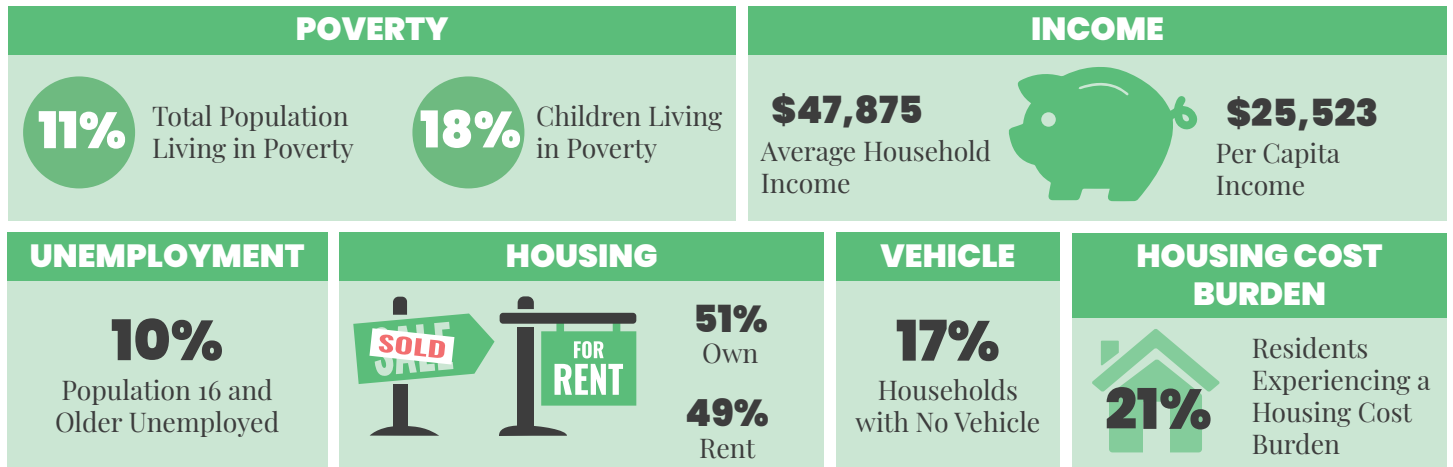 POVERTY
11%
Total Population
Living in Poverty
18%
Children Living
in Poverty
INCOME
$47,875
Average Household
Income
$25,523
Per Capita
Income
UNEMPLOYMENT
10%
Population 16 and
Older Unemployed
HOUSING
SALE
SOLD
FOR
RENT
51%
Own
49%
Rent
VEHICLE
17%
Households
with No Vehicle
HOUSING COST
BURDEN
21%
Residents
Experiencing a
Housing Cost
Burden